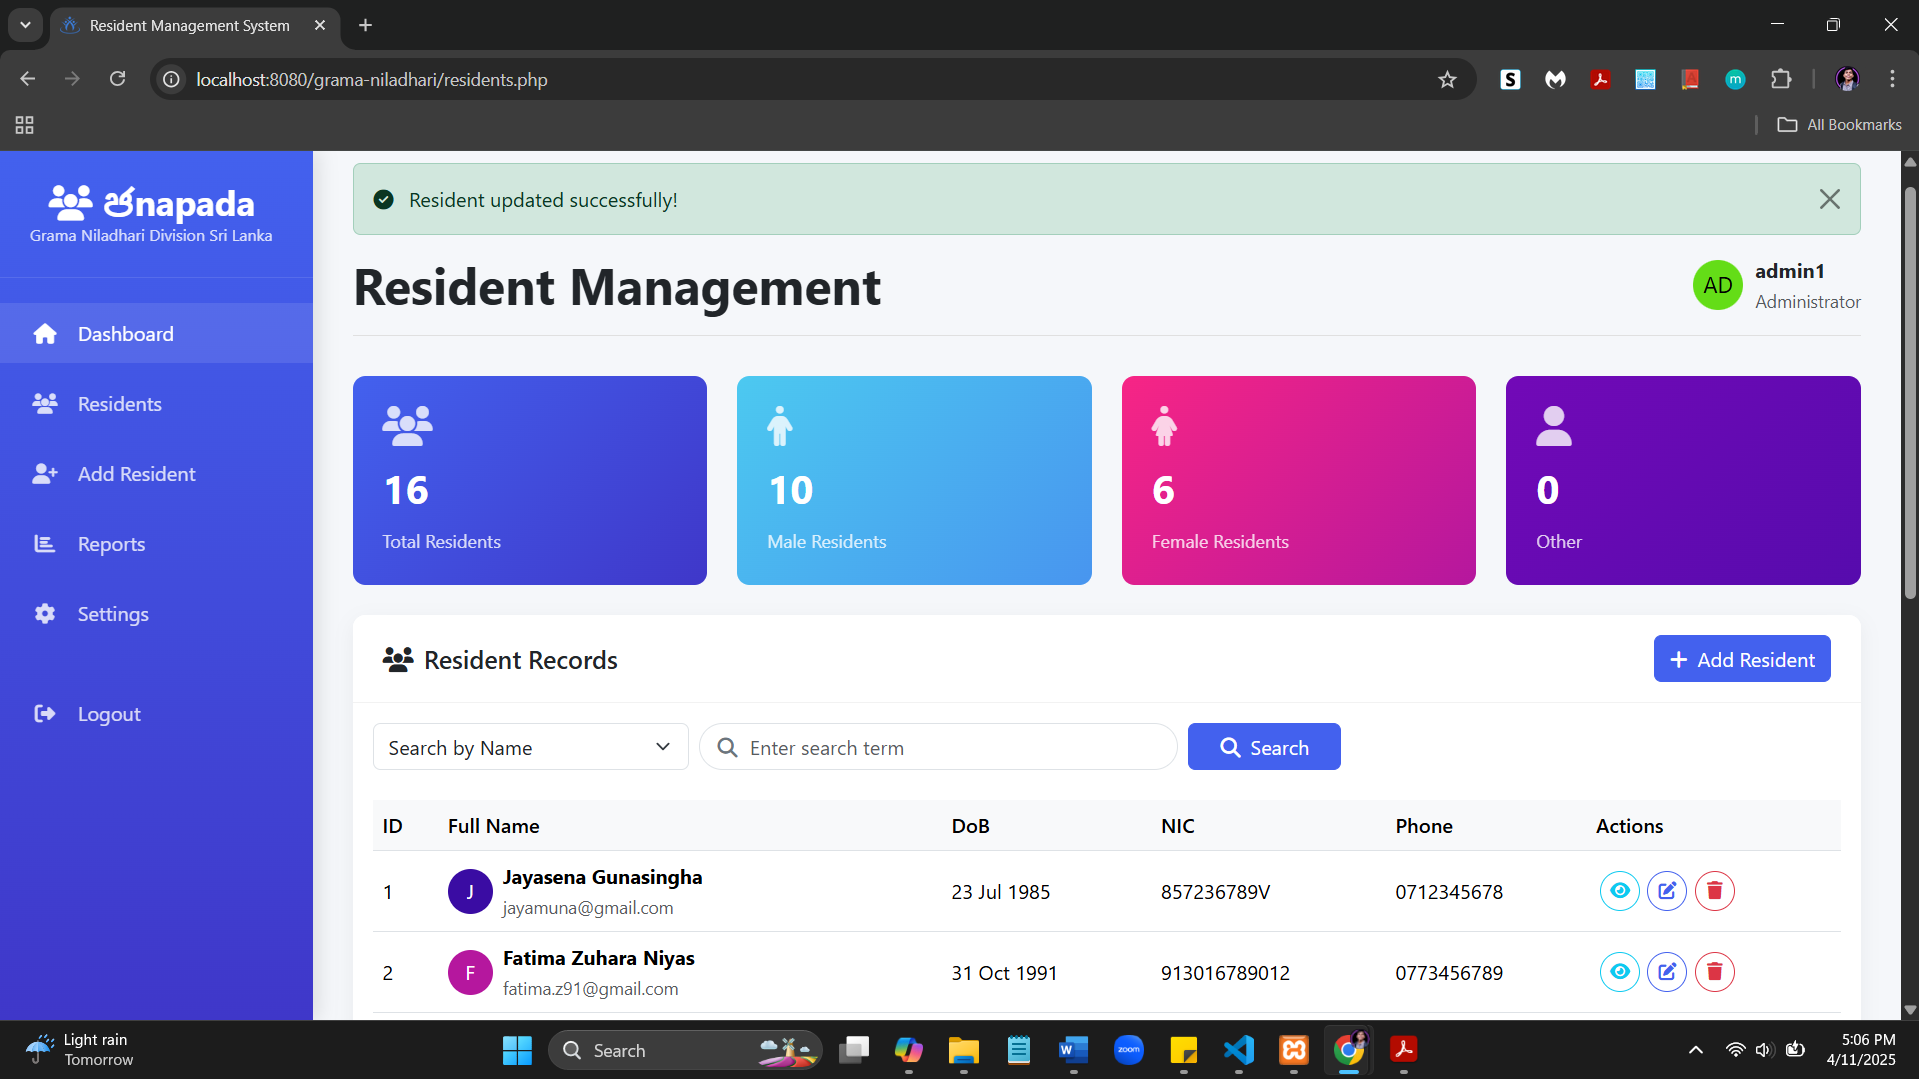 Resident Management System
localhost:8080/grama-niladhari/residents.php
All Bookmarks
ජnapada
Grama Niladhari Division Sri Lanka
Dashboard
Residents
Add Resident
Reports
Settings
Logout
Resident updated successfully!
Resident Management
AD
admin1
Administrator
16
Total Residents
10
Male Residents
6
Female Residents
0
Other
Resident Records
Add Resident
Search by Name
Enter search term
Search
ID Full Name DoB NIC Phone Actions
1 J Jayasena Gunasingha 23 Jul 1985 857236789V 0712345678
jayamuna@gmail.com
2 F Fatima Zuhara Niyas 31 Oct 1991 913016789012 0773456789
fatima.z91@gmail.com
Light rain
Tomorrow
Search
zoom
5:06 PM
4/11/2025